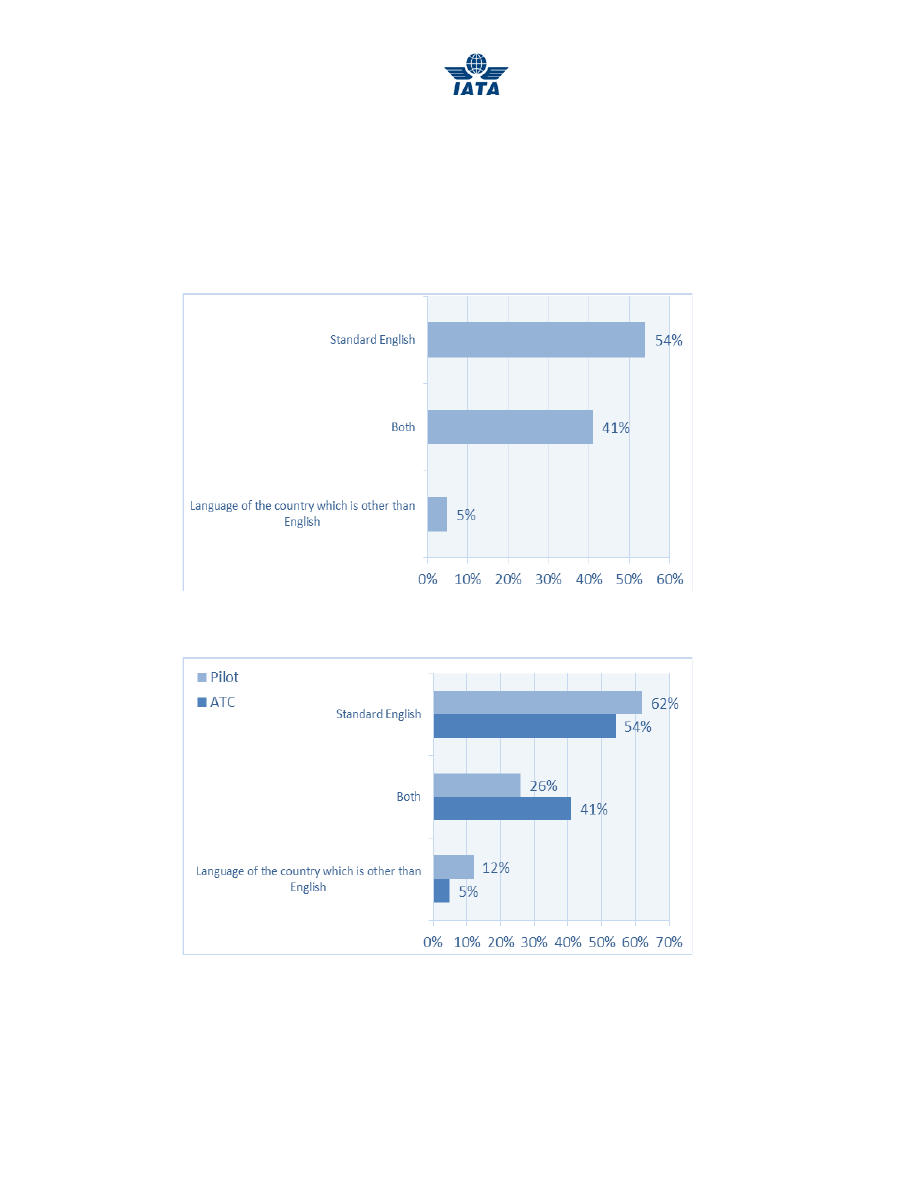 IATA
Standard English
54%
Both
41%
Language of the country which is other than
English
5%
0% 10% 20% 30% 40% 50% 60%
Pilot
ATC
Standard English
62%
54%
Both
26%
41%
Language of the country which is other than
English
12%
5%
0% 10% 20% 30% 40% 50% 60% 70%